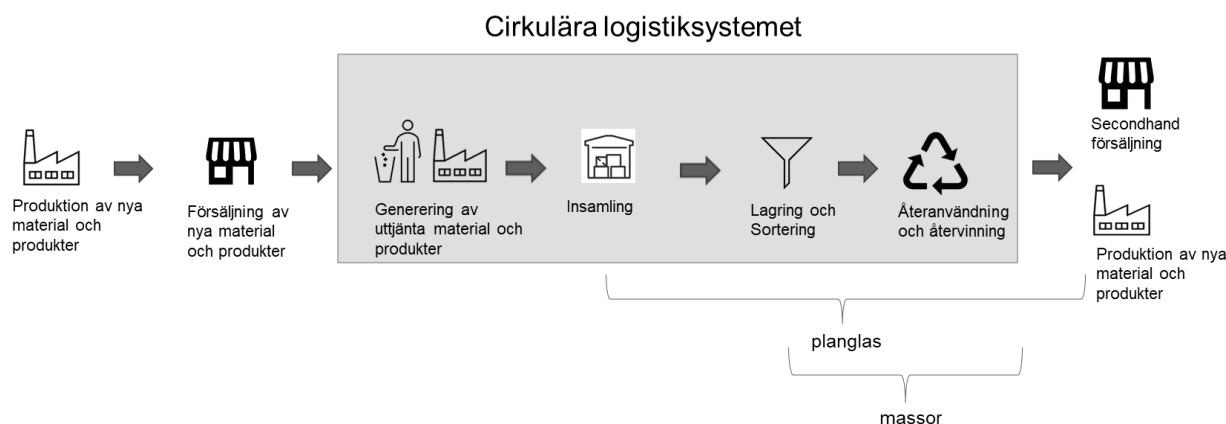 Cirkulära logistiksystemet
Produktion av nya
material och
produkter
Försäljning av
nya material
och produkter
Generering av
uttjänta material och
produkter
Insamling
Lagring och
Sortering
Återanvändning
och återvinning
Secondhand
försäljning
Produktion av nya
material och
produkter
planglas
massor